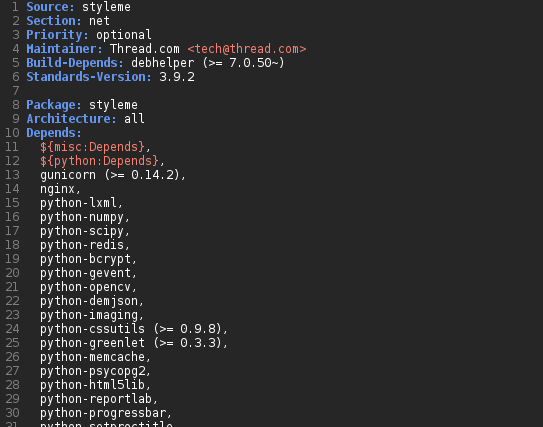 1 Source: styleme
2 Section: net
3 Priority: optional
4 Maintainer: Thread.com <tech@thread.com>
5 Build-Depends: debhelper (>= 7.0.50~)
6 Standards-Version: 3.9.2
7
8 Package: styleme
9 Architecture: all
10 Depends:
11 ${misc:Depends},
12 ${python:Depends},
13 gunicorn (>= 0.14.2),
14 nginx,
15 python-lxml,
16 python-numpy,
17 python-scipy,
18 python-redis,
19 python-bcrypt,
20 python-gevent,
21 python-opencv,
22 python-demjson,
23 python-imaging,
24 python-cssutils (>= 0.9.8),
25 python-greenlet (>= 0.3.3),
26 python-memcache,
27 python-psycopg2,
28 python-html5lib,
29 python-reportlab,
30 python-progressbar,
31 python-setproctitle